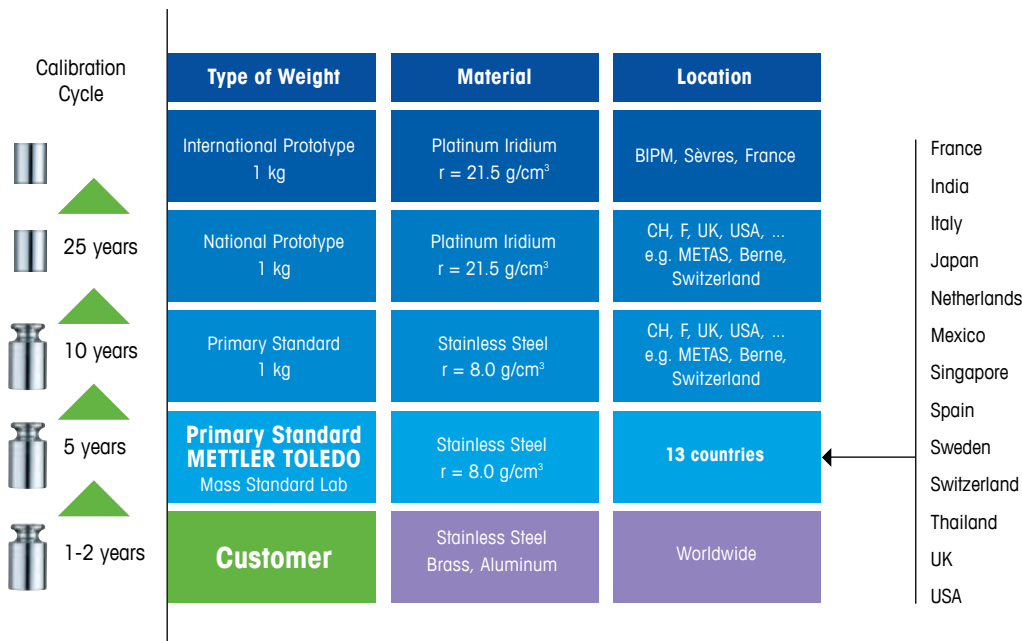 Calibration
Cycle
Type of Weight
Material
Location
International Prototype
1 kg
Platinum Iridium
r = 21.5 g/cm³
BIPM, Sèvres, France
25 years
National Prototype
1 kg
Platinum Iridium
r = 21.5 g/cm³
CH, F, UK, USA, ...
e.g. METAS, Berne,
Switzerland
10 years
Primary Standard
1 kg
Stainless Steel
r = 8.0 g/cm³
CH, F, UK, USA, ...
e.g. METAS, Berne,
Switzerland
5 years
Primary Standard
METTLER TOLEDO
Mass Standard Lab
Stainless Steel
r = 8.0 g/cm³
13 countries
1-2 years
Customer
Stainless Steel
Brass, Aluminum
Worldwide
France
India
Italy
Japan
Netherlands
Mexico
Singapore
Spain
Sweden
Switzerland
Thailand
UK
USA